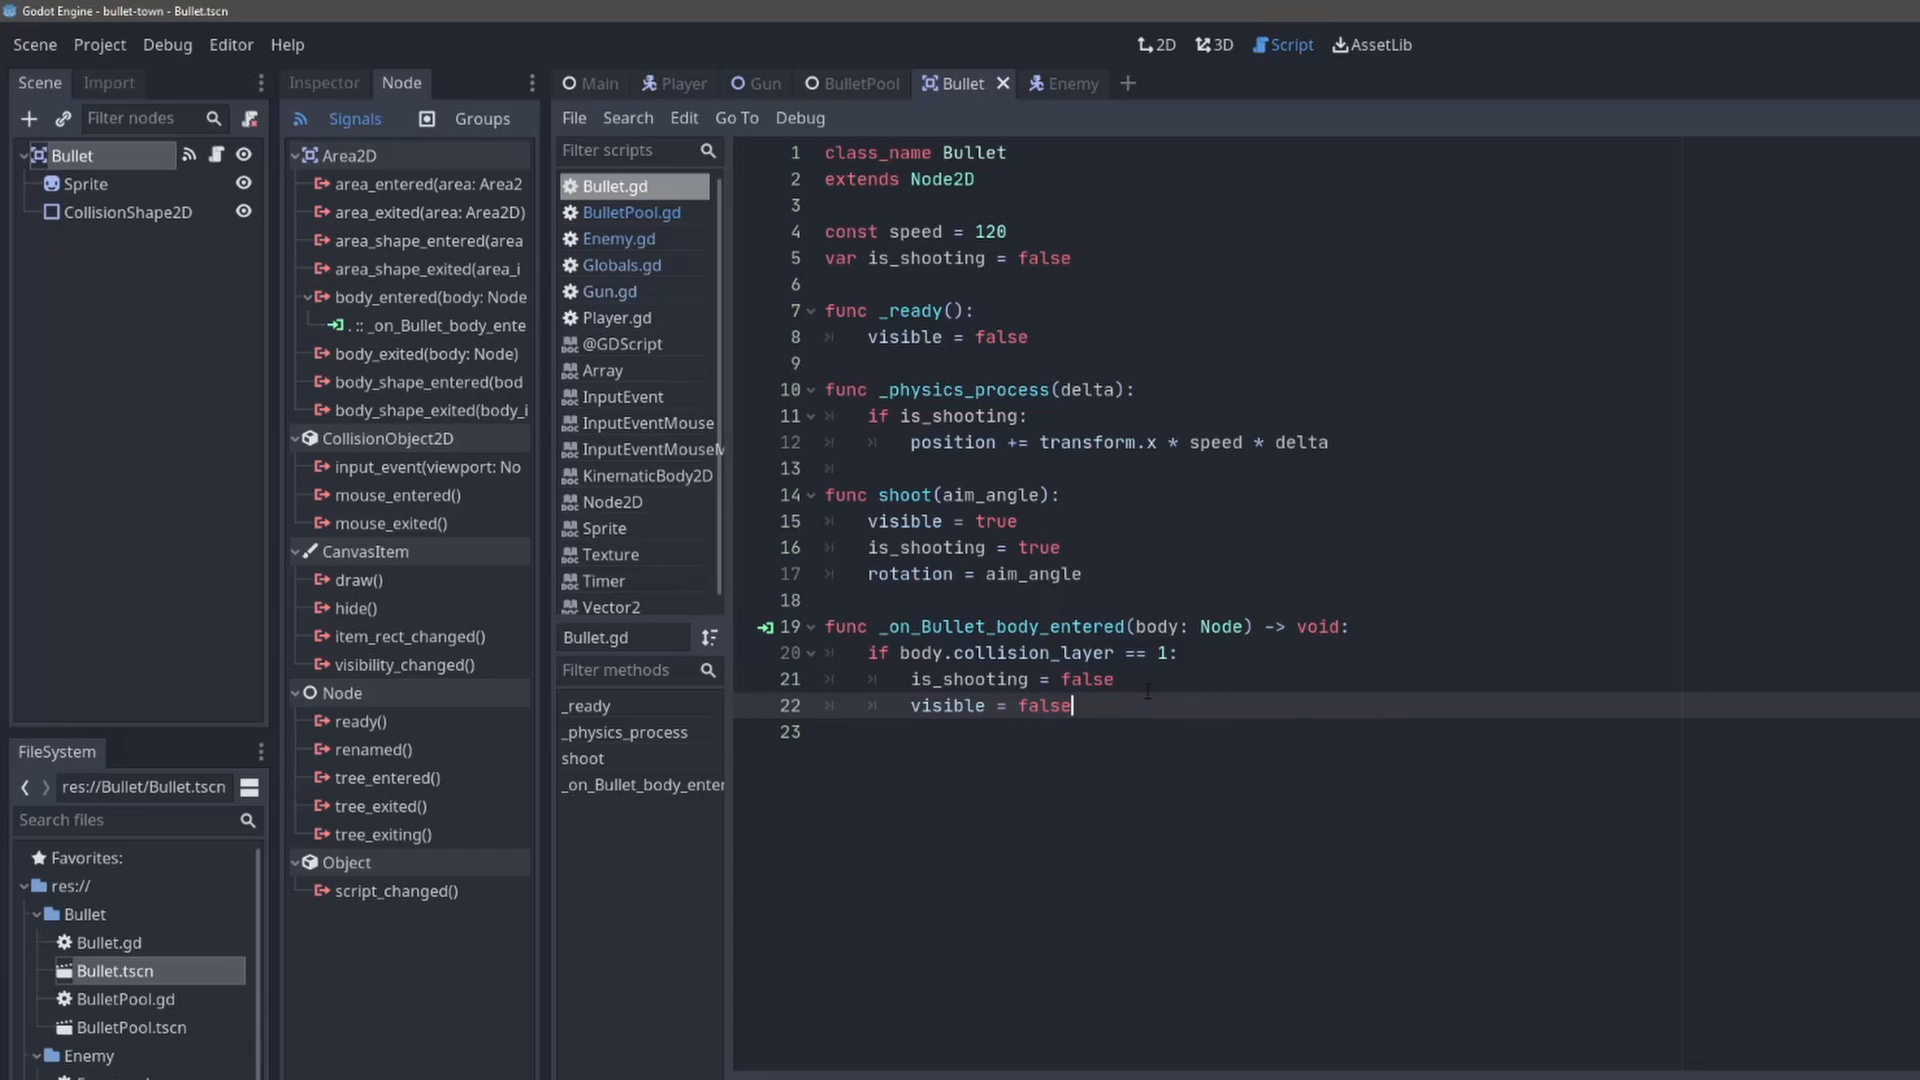 Godot Engine - bullet-town - Bullet.tscn
Scene Project Debug Editor Help
2D 3D Script AssetLib
Scene Import
Filter nodes
Bullet
Sprite
CollisionShape2D
FileSystem
res://Bullet/Bullet.tscn
Search files
Favorites:
res://
Bullet
Bullet.gd
Bullet.tscn
BulletPool.gd
BulletPool.tscn
Enemy
Inspector Node
Signals Groups
Area2D
area_entered(area: Area2
area_exited(area: Area2D)
area_shape_entered(area
area_shape_exited(area_i
body_entered(body: Node
. :: _on_Bullet_body_ente
body_exited(body: Node)
body_shape_entered(bod
body_shape_exited(body_i
CollisionObject2D
input_event(viewport: No
mouse_entered()
mouse_exited()
CanvasItem
draw()
hide()
item_rect_changed()
visibility_changed()
Node
ready()
renamed()
tree_entered()
tree_exited()
tree_exiting()
Object
script_changed()
Main Player Gun BulletPool Bullet Enemy
File Search Edit Go To Debug
Filter scripts
Bullet.gd
BulletPool.gd
Enemy.gd
Globals.gd
Gun.gd
Player.gd
@GDScript
Array
InputEvent
InputEventMouse
InputEventMouseM
KinematicBody2D
Node2D
Sprite
Texture
Timer
Vector2
Bullet.gd
Filter methods
_ready
_physics_process
shoot
_on_Bullet_body_enter
1 class_name Bullet
2 extends Node2D
3
4 const speed = 120
5 var is_shooting = false
6
7 func _ready():
8 visible = false
9
10 func _physics_process(delta):
11 if is_shooting:
12 position += transform.x * speed * delta
13
14 func shoot(aim_angle):
15 visible = true
16 is_shooting = true
17 rotation = aim_angle
18
19 func _on_Bullet_body_entered(body: Node) -> void:
20 if body.collision_layer == 1:
21 is_shooting = false
22 visible = false
23